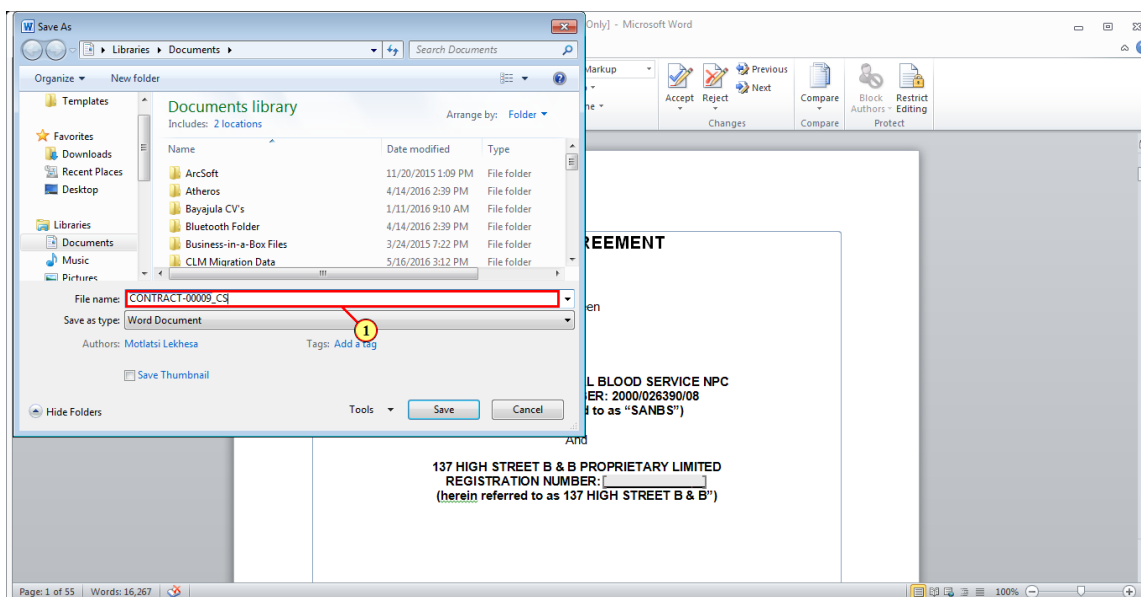 Save As
Only] - Microsoft Word
Libraries Documents
Search Documents
Organize New folder
Templates
Favorites
Downloads
Recent Places
Desktop
Libraries
Documents
Music
Pictures
Documents library
Includes: 2 locations
Arrange by: Folder
Name Date modified Type
ArcSoft 11/20/2015 1:09 PM File folder
Atheros 4/14/2016 2:39 PM File folder
Bayajula CV's 1/11/2016 9:10 AM File folder
Bluetooth Folder 4/14/2016 2:39 PM File folder
Business-in-a-Box Files 3/24/2015 7:22 PM File folder
CLM Migration Data 5/16/2016 3:12 PM File folder
File name: CONTRACT-00009_CS
Save as type: Word Document
1
Authors: Motlatsi Lekhesa Tags: Add a tag
Save Thumbnail
Hide Folders Tools Save Cancel
Markup
Accept Reject
Previous
Next
Changes
Compare
Compare
Block Authors
Restrict Editing
Protect
REEMENT
en
L BLOOD SERVICE NPC
ER: 2000/026390/08
d to as “SANBS”)
And
137 HIGH STREET B & B PROPRIETARY LIMITED
REGISTRATION NUMBER:[ ]
(herein referred to as 137 HIGH STREET B & B”)
Page: 1 of 55 Words: 16,267 100%